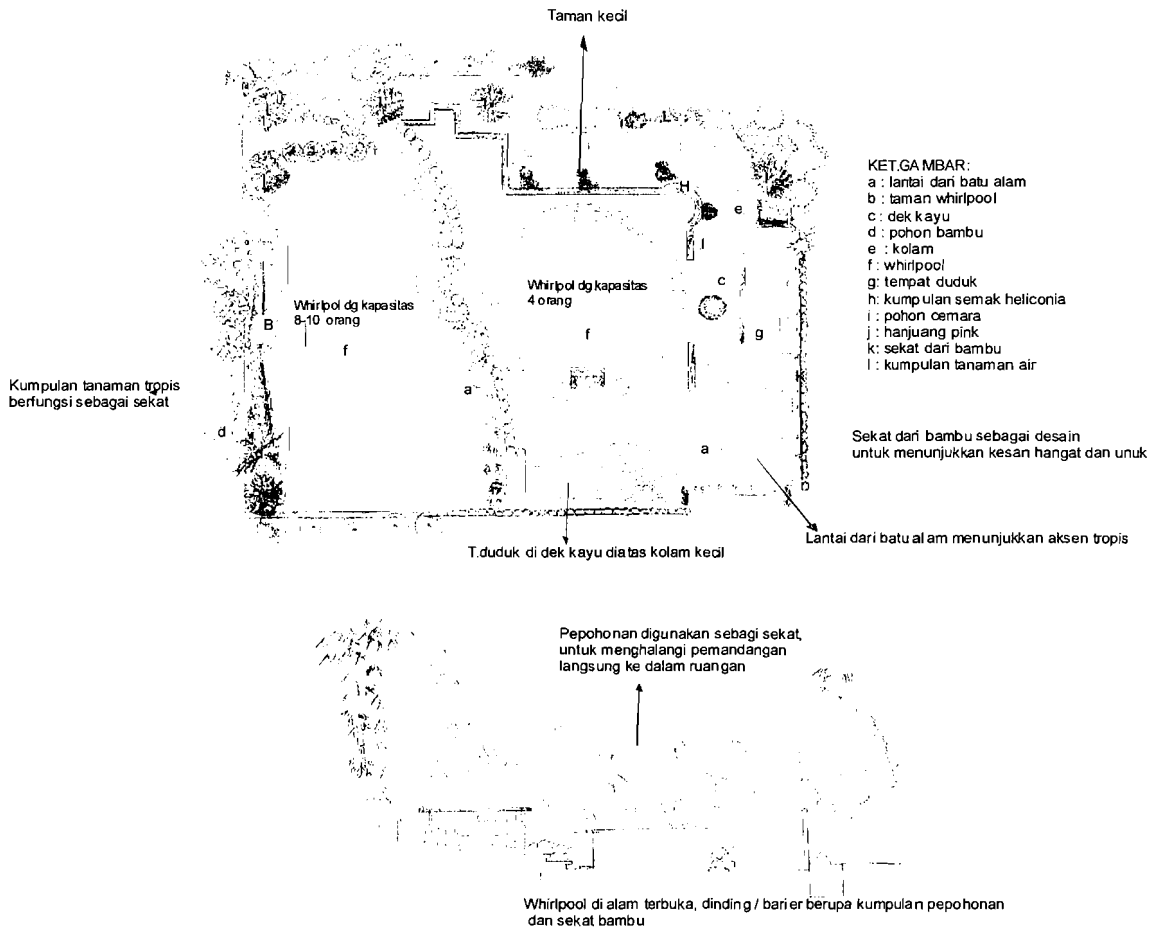 Taman kecil
KET.GAMBAR:
a : lantai dari batu alam
b : taman whirlpool
c : dek kayu
d : pohon bambu
e : kolam
f : whirlpool
g: tempat duduk
h: kumpulan semak heliconia
i : pohon cemara
j : hanjuang pink
k: sekat dari bambu
l : kumpulan tanaman air
H
e
l
c
g
Whirlpol dg kapasitas
8-10 orang
f
B
Whirlpol dg kapasitas
4 orang
f
a
a
d
Kumpulan tanaman tropis
berfungsi sebagai sekat
Sekat dari bambu sebagai desain
untuk menunjukkan kesan hangat dan unuk
Lantai dari batu alam menunjukkan aksen tropis
T.duduk di dek kayu diatas kolam kecil
Pepohonan digunakan sebagi sekat,
untuk menghalangi pemandangan
langsung ke dalam ruangan
Whirlpool di alam terbuka, dinding / barier berupa kumpulan pepohonan
dan sekat bambu